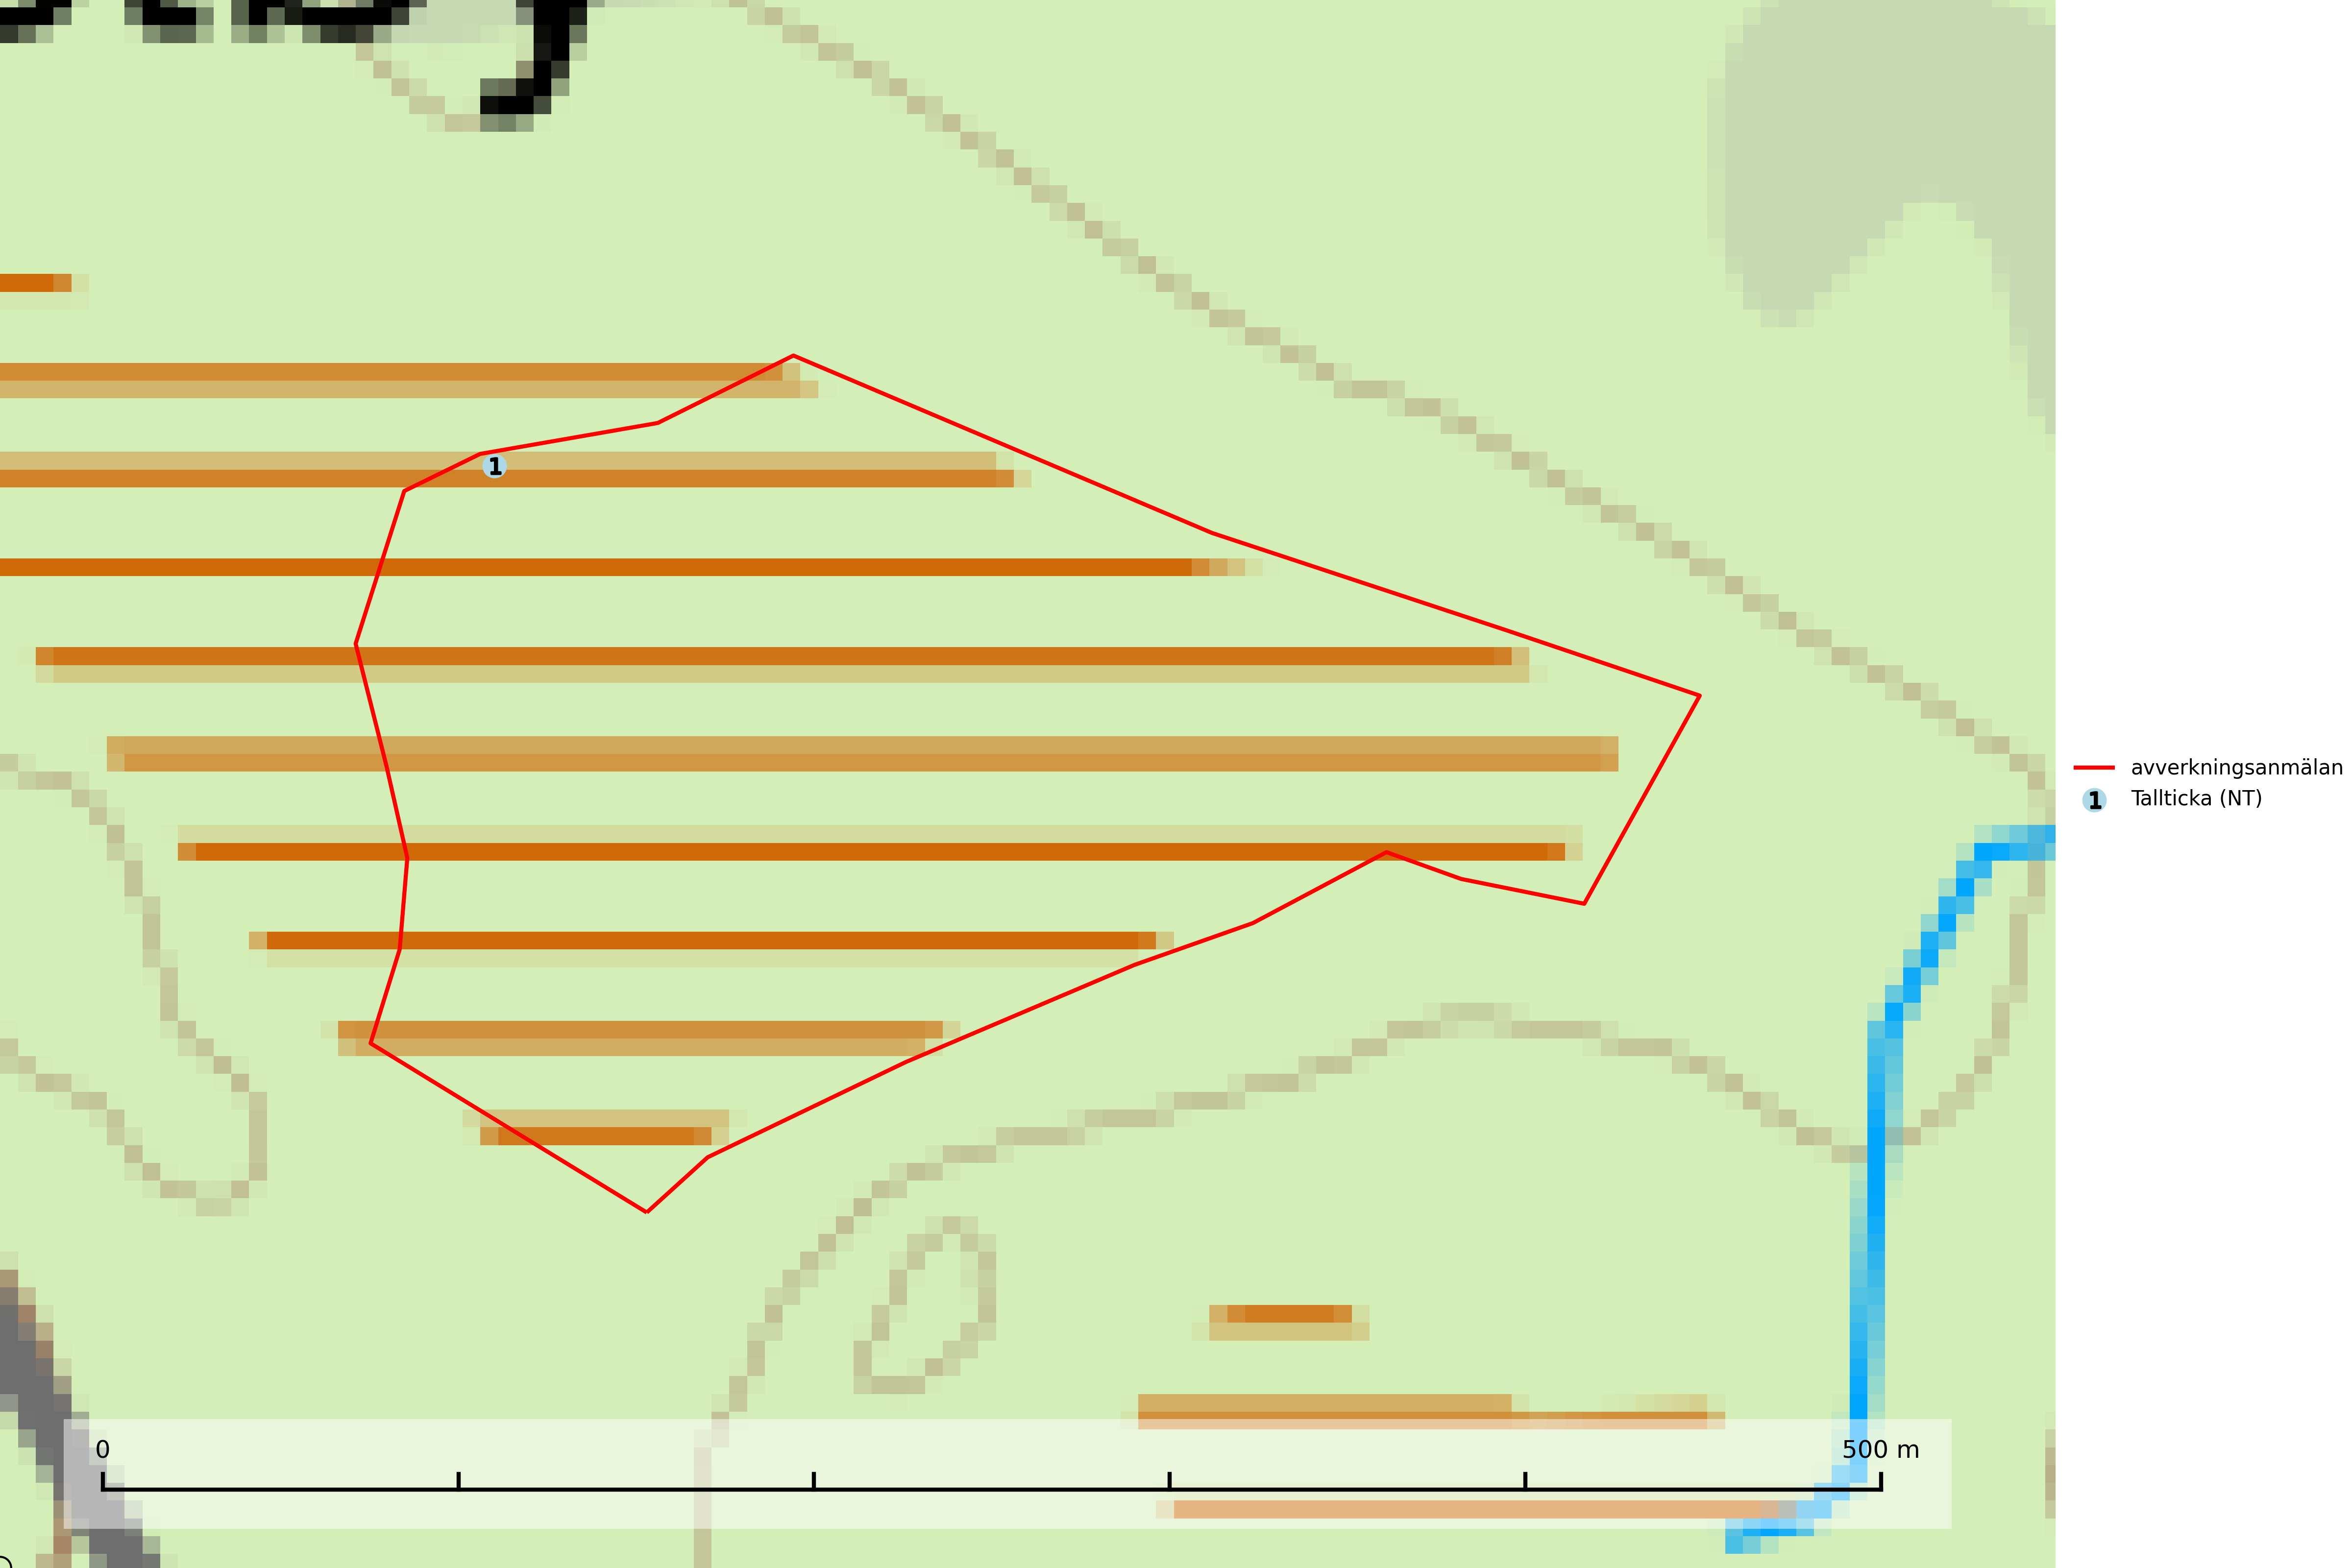 1
avverkningsanmälan
1 Tallticka (NT)
0 500 m